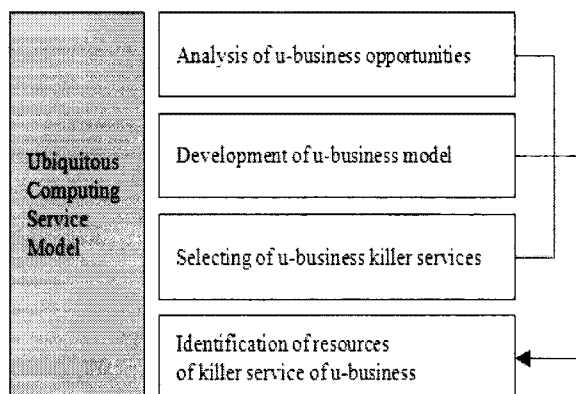 Ubiquitous
Computing
Service
Model
Analysis of u-business opportunities
Development of u-business model
Selecting of u-business killer services
Identification of resources
of killer service of u-business